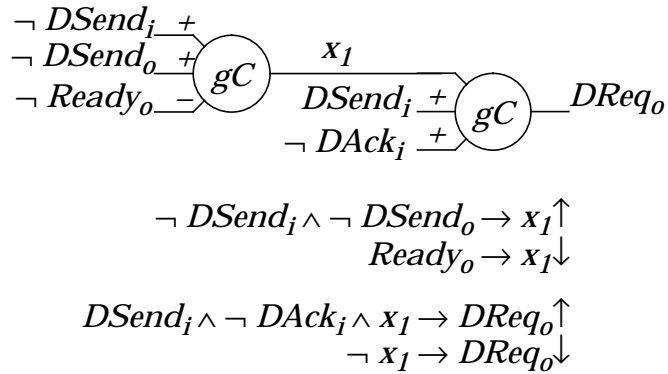 ¬ DSend_i +
¬ DSend_o +
¬ Ready_o −
gC
x_1
DSend_i +
¬ DAck_i +
gC
DReq_o
¬ DSend_i ∧ ¬ DSend_o → x_1↑
Ready_o → x_1↓
DSend_i ∧ ¬ DAck_i ∧ x_1 → DReq_o↑
¬ x_1 → DReq_o↓